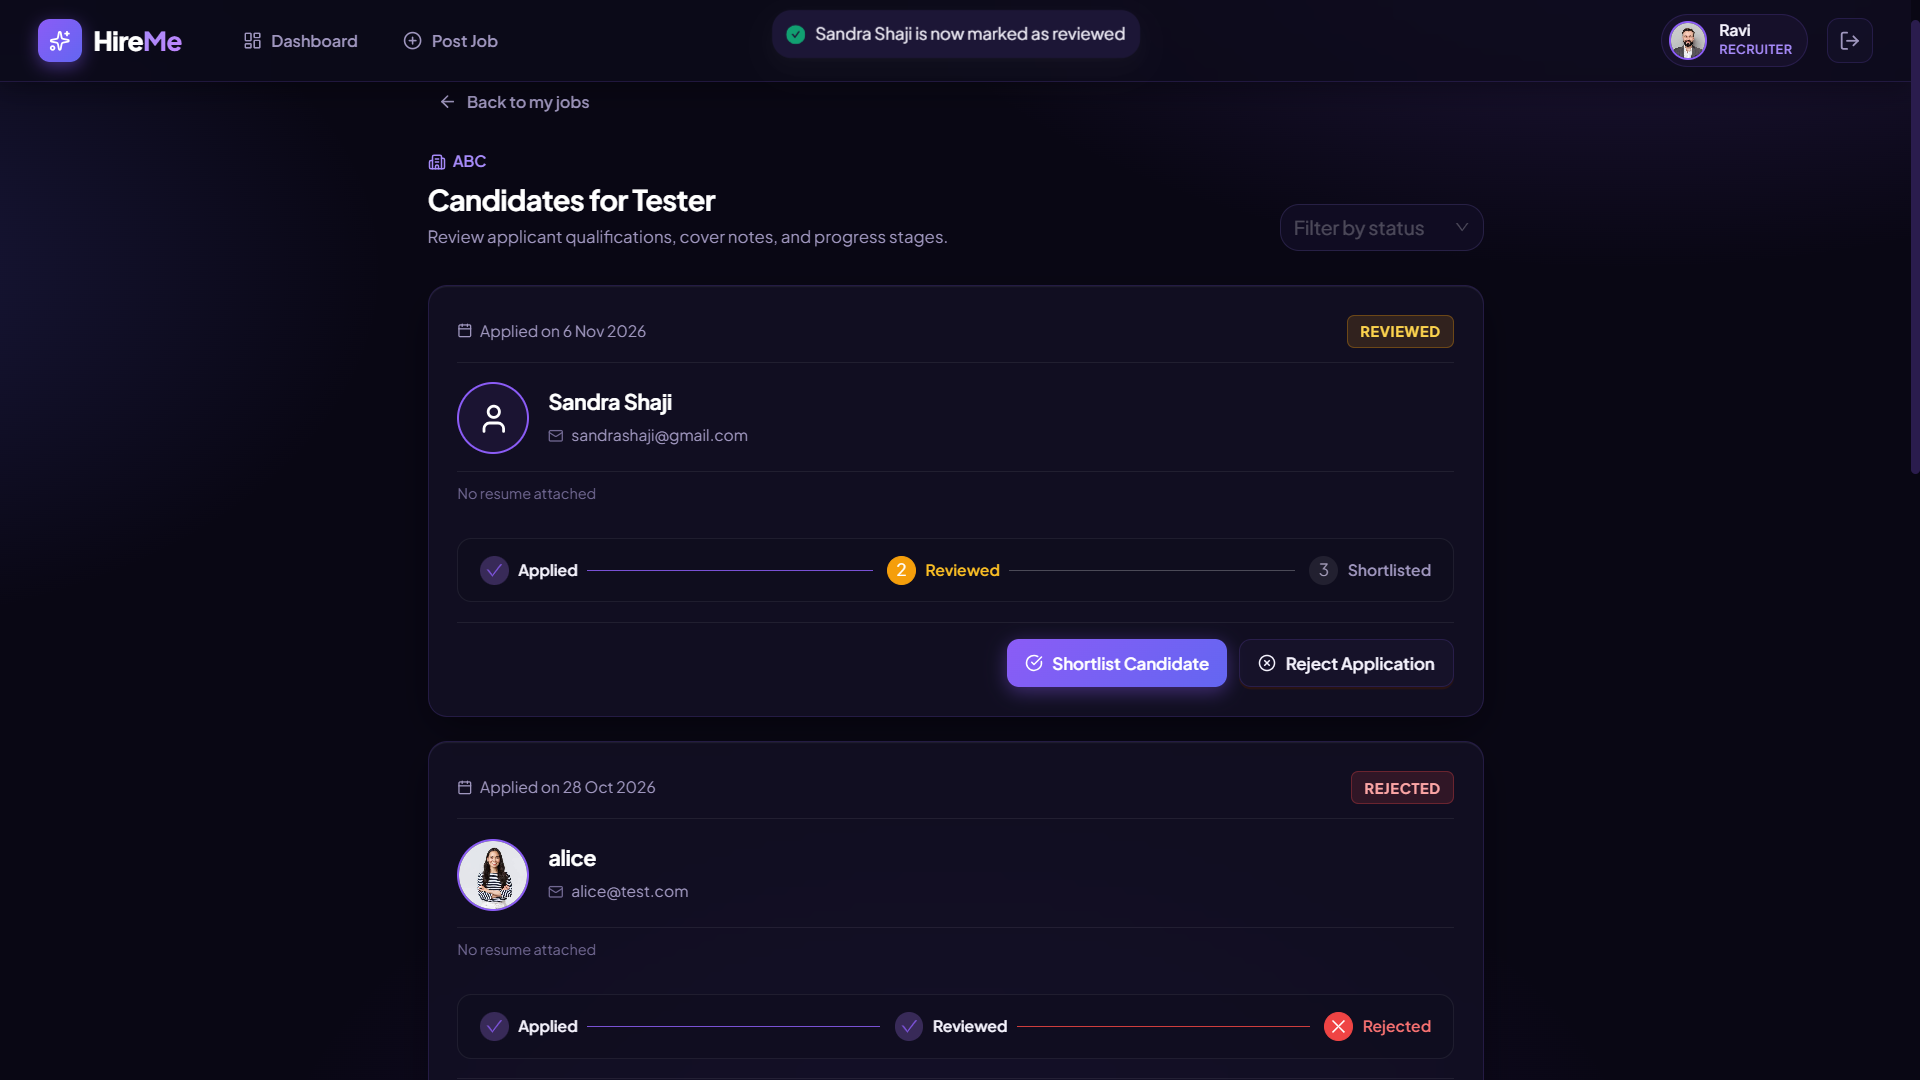 HireMe
Dashboard
Post Job
Sandra Shaji is now marked as reviewed
Ravi
RECRUITER
Back to my jobs
ABC
Candidates for Tester
Review applicant qualifications, cover notes, and progress stages.
Filter by status
Applied on 6 Nov 2026
REVIEWED
Sandra Shaji
sandrashaji@gmail.com
No resume attached
Applied
2 Reviewed
3 Shortlisted
Shortlist Candidate
Reject Application
Applied on 28 Oct 2026
REJECTED
alice
alice@test.com
No resume attached
Applied
Reviewed
Rejected